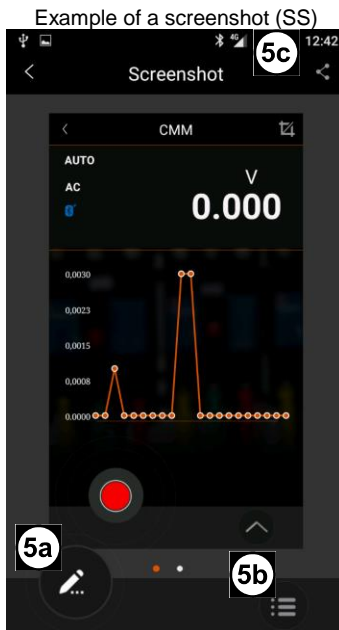 Example of a screenshot (SS)
4G 5c 12:42
Screenshot
CMM
AUTO
V
AC
0.000
0,0030
0,0023
0,0015
0,0008
0.0000
5a
5b